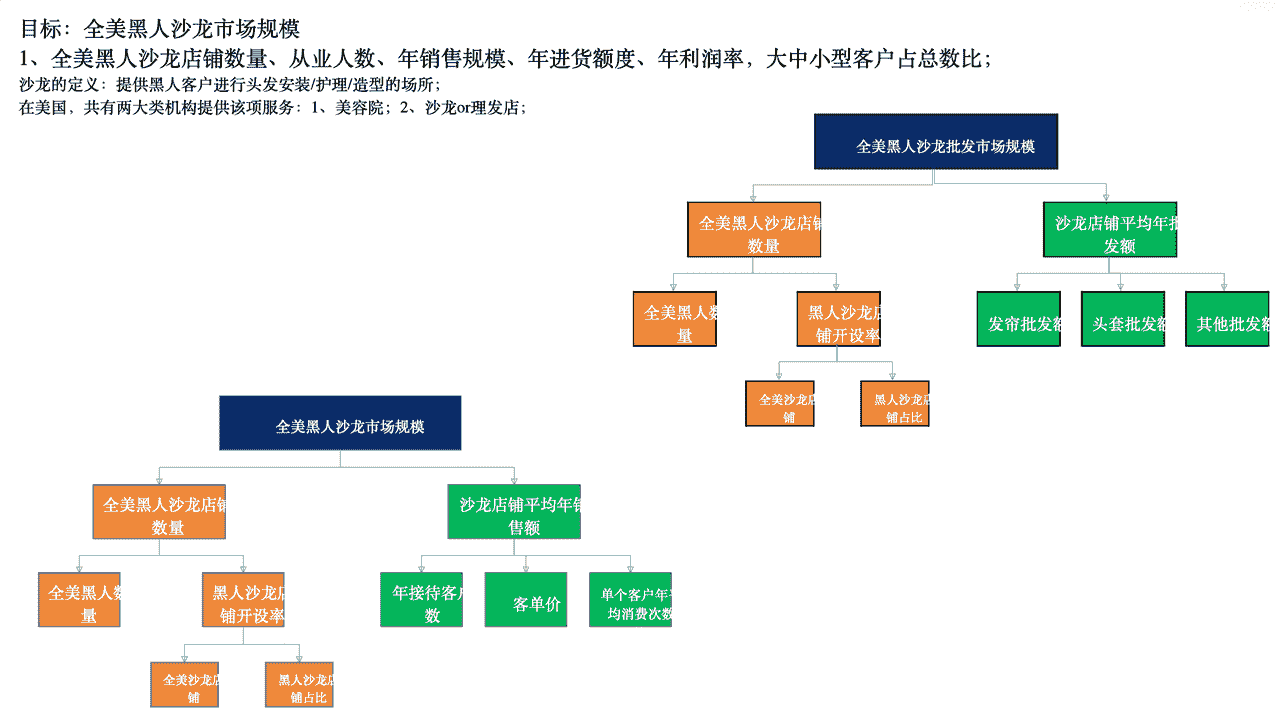 目标：全美黑人沙龙市场规模
1、全美黑人沙龙店铺数量、从业人数、年销售规模、年进货额度、年利润率，大中小型客户占总数比；
沙龙的定义：提供黑人客户进行头发安装/护理/造型的场所；
在美国，共有两大类机构提供该项服务：1、美容院；2、沙龙or理发店；
全美黑人沙龙批发市场规模
全美黑人沙龙店铺
数量
沙龙店铺平均年批
发额
全美黑人数
量
黑人沙龙店
铺开设率
发帘批发额
头套批发额
其他批发额
全美沙龙店
铺
黑人沙龙店
铺占比
全美黑人沙龙市场规模
全美黑人沙龙店铺
数量
沙龙店铺平均年销
售额
全美黑人数
量
黑人沙龙店
铺开设率
年接待客户
数
客单价
单个客户年平
均消费次数
全美沙龙店
铺
黑人沙龙店
铺占比